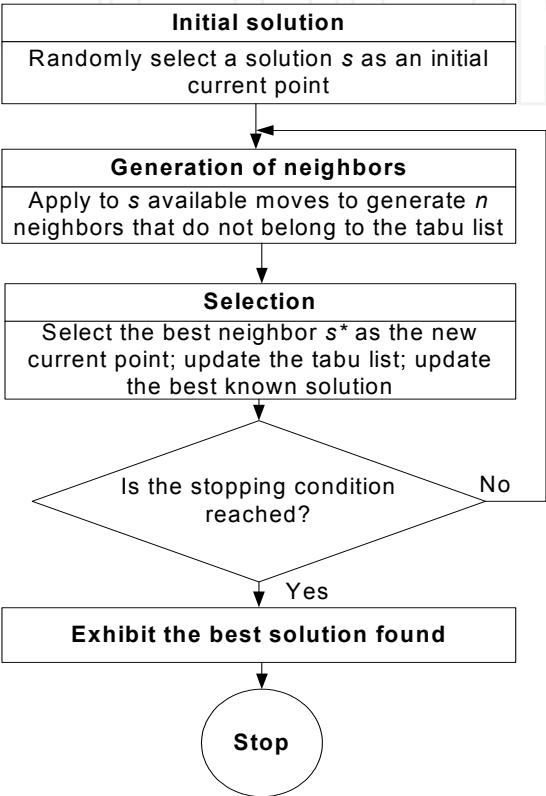 Initial solution
Randomly select a solution s as an initial
current point
Generation of neighbors
Apply to s available moves to generate n
neighbors that do not belong to the tabu list
Selection
Select the best neighbor s* as the new
current point; update the tabu list; update
the best known solution
Is the stopping condition
reached?
No
Yes
Exhibit the best solution found
Stop